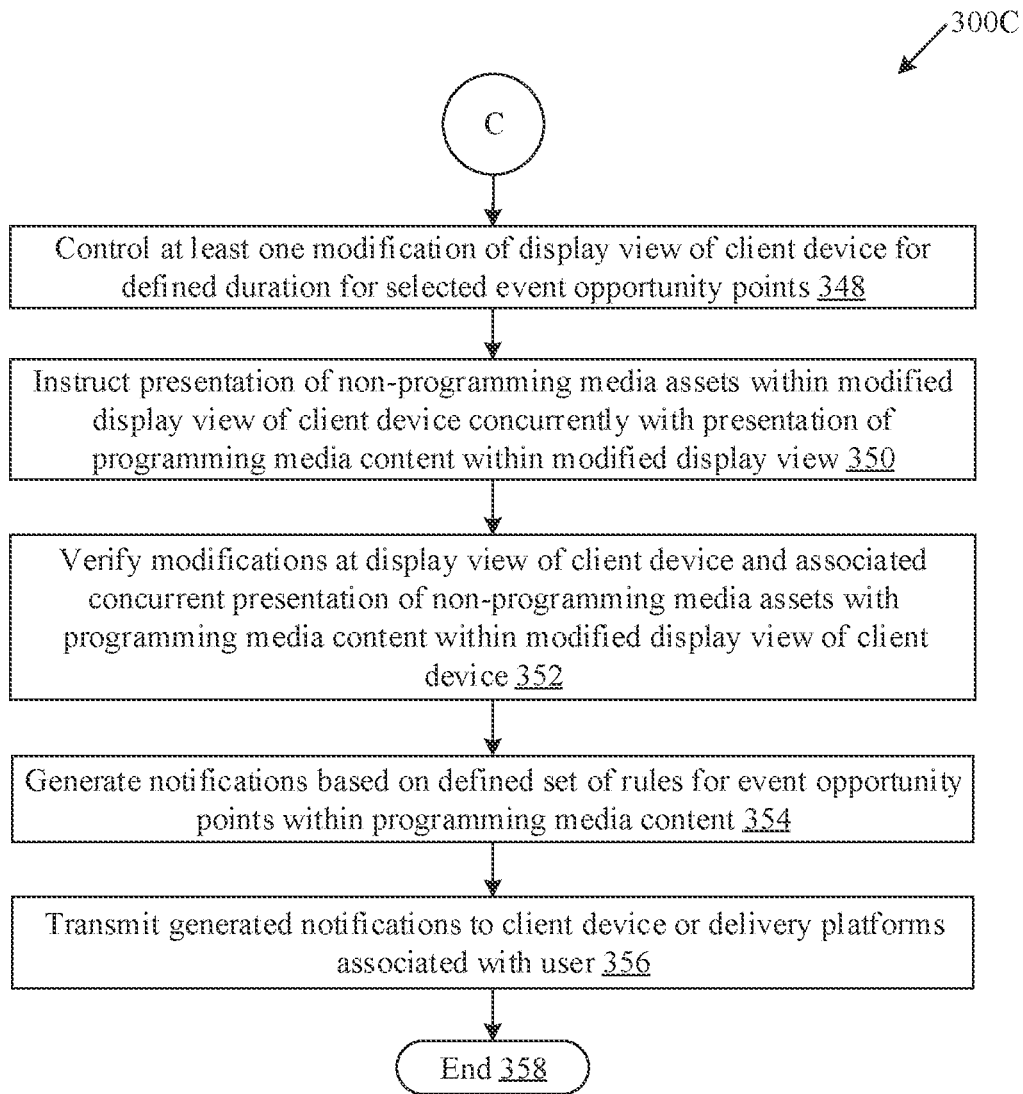 300C
C
Control at least one modification of display view of client device for
defined duration for selected event opportunity points 348
Instruct presentation of non-programming media assets within modified
display view of client device concurrently with presentation of
programming media content within modified display view 350
Verify modifications at display view of client device and associated
concurrent presentation of non-programming media assets with
programming media content within modified display view of client
device 352
Generate notifications based on defined set of rules for event opportunity
points within programming media content 354
Transmit generated notifications to client device or delivery platforms
associated with user 356
End 358